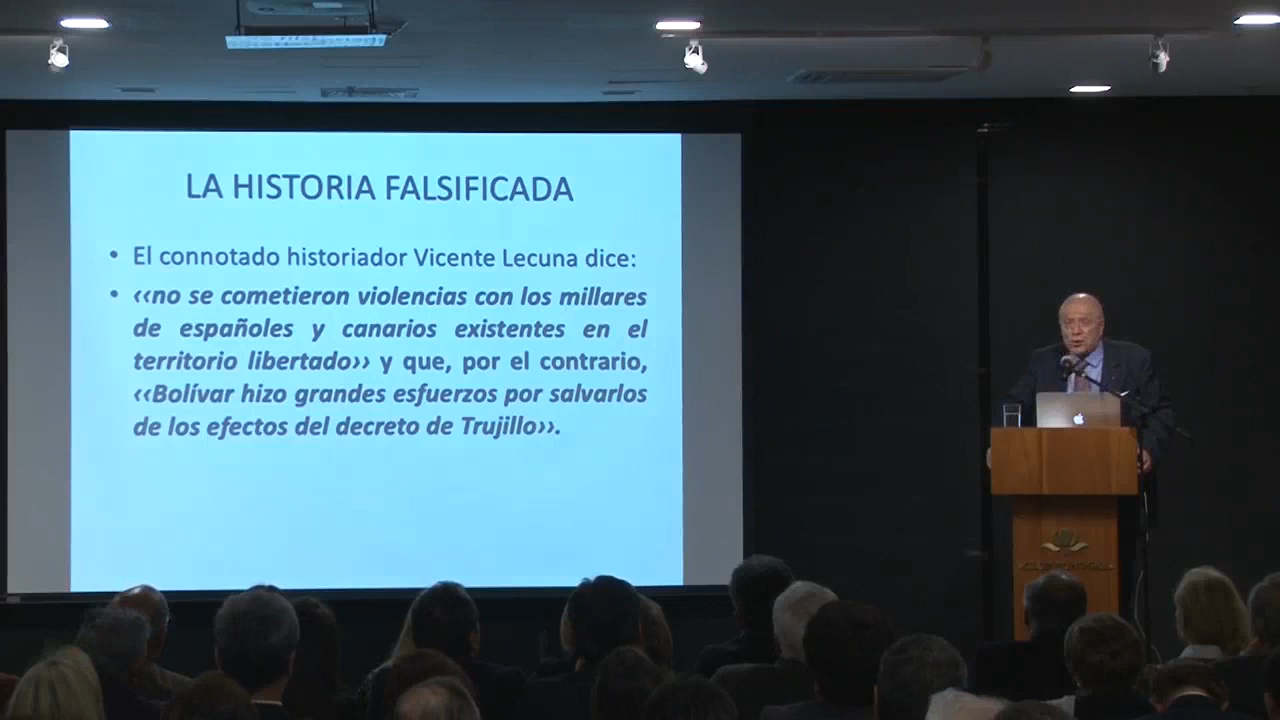 LA HISTORIA FALSIFICADA
• El connotado historiador Vicente Lecuna dice:
• ‹‹no se cometieron violencias con los millares
de españoles y canarios existentes en el
territorio libertado›› y que, por el contrario,
‹‹Bolívar hizo grandes esfuerzos por salvarlos
de los efectos del decreto de Trujillo››.